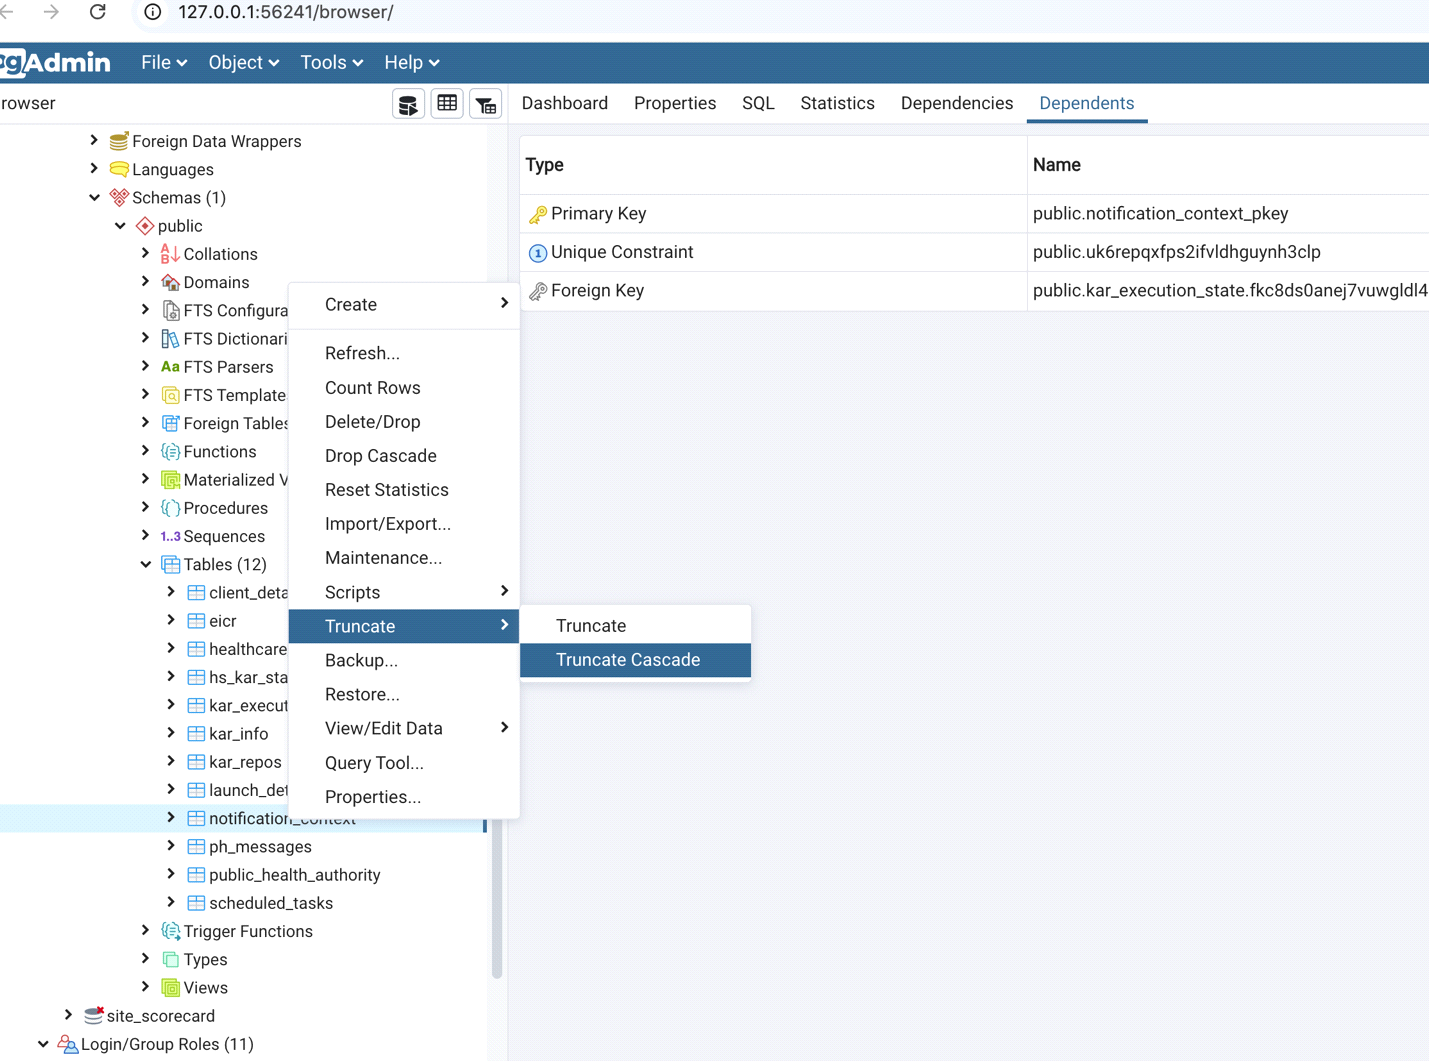 127.0.0.1:56241/browser/
pgAdmin
File
Object
Tools
Help
rowser
Dashboard
Properties
SQL
Statistics
Dependencies
Dependents
Foreign Data Wrappers
Languages
Schemas (1)
public
Collations
Domains
FTS Configura
FTS Dictionari
Aa FTS Parsers
FTS Template
Foreign Tables
Functions
Materialized V
Procedures
1..3 Sequences
Tables (12)
client_deta
eicr
healthcare
hs_kar_sta
kar_execut
kar_info
kar_repos
launch_det
notification_context
ph_messages
public_health_authority
scheduled_tasks
Trigger Functions
Types
Views
site_scorecard
Login/Group Roles (11)
Create
Refresh...
Count Rows
Delete/Drop
Drop Cascade
Reset Statistics
Import/Export...
Maintenance...
Scripts
Truncate
Backup...
Restore...
View/Edit Data
Query Tool...
Properties...
Truncate
Truncate Cascade
Type Name
Primary Key public.notification_context_pkey
1 Unique Constraint public.uk6repqxfps2ifvldhguynh3clp
Foreign Key public.kar_execution_state.fkc8ds0anej7vuwgldl4